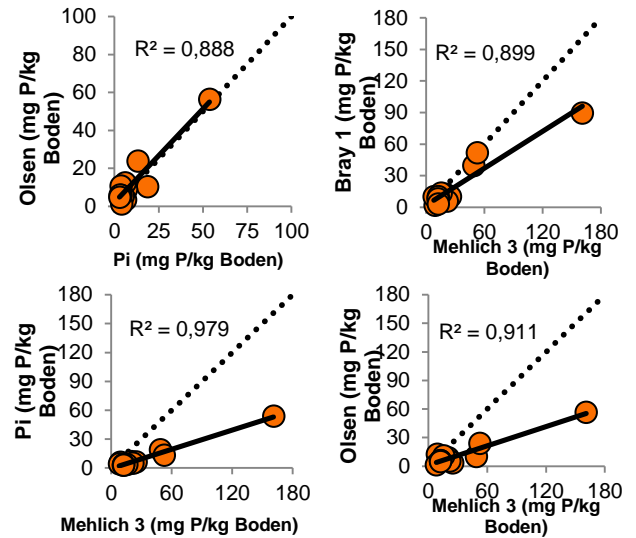 Olsen (mg P/kg
Boden)
100
80
60
40
20
0
R² = 0,888
0
25
50
75
100
Pi (mg P/kg Boden)
Bray 1 (mg P/kg
Boden)
180
150
120
90
60
30
0
R² = 0,899
0
60
120
180
Mehlich 3 (mg P/kg
Boden)
Pi (mg P/kg
Boden)
180
150
120
90
60
30
0
R² = 0,979
0
60
120
180
Mehlich 3 (mg P/kg Boden)
Olsen (mg P/kg
Boden)
180
150
120
90
60
30
0
R² = 0,911
0
60
120
180
Mehlich 3 (mg P/kg
Boden)